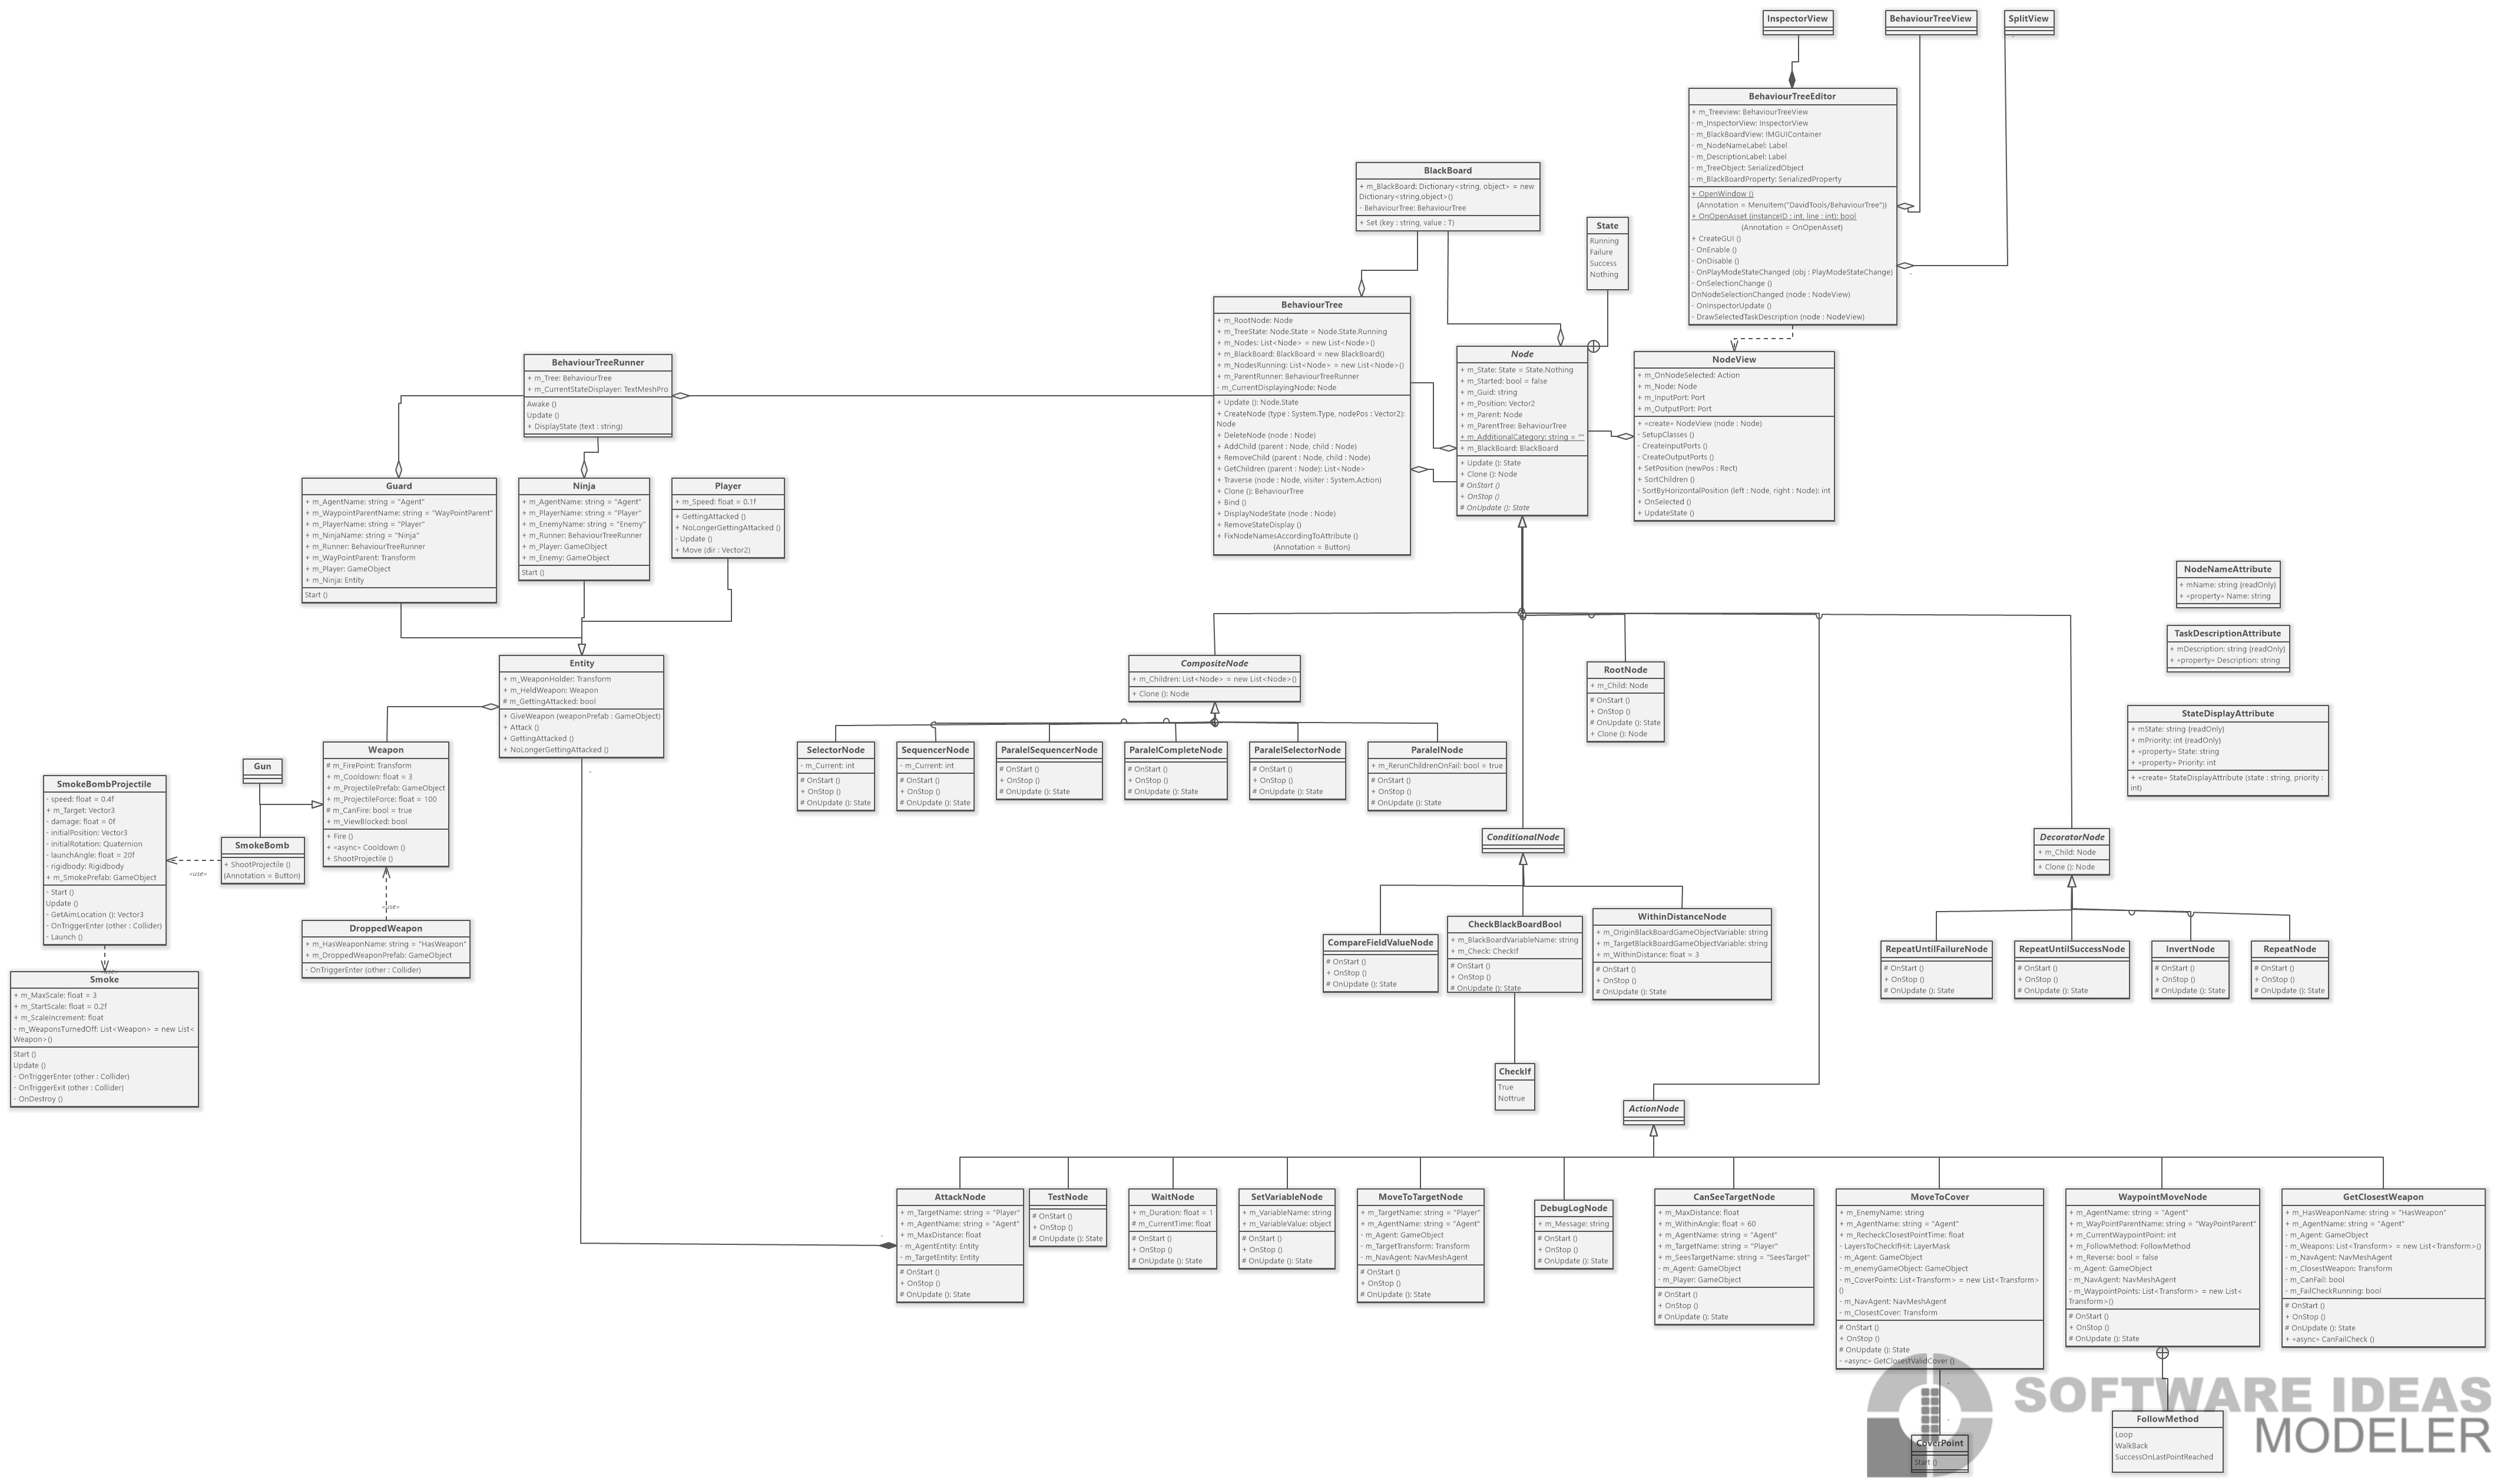 InspectorView
BehaviourTreeView
SplitView
BehaviourTreeEditor
+ m_Treeview: BehaviourTreeView
- m_InspectorView: InspectorView
- m_BlackBoardView: IMGUIContainer
- m_NodeNameLabel: Label
- m_DescriptionLabel: Label
- m_TreeObject: SerializedObject
- m_BlackBoardProperty: SerializedProperty
+ OpenWindow ()
{Annotation = MenuItem("DavidTools/BehaviourTree")}
+ OnOpenAsset (instanceID : int, line : int): bool
{Annotation = OnOpenAsset}
+ CreateGUI ()
- OnEnable ()
- OnDisable ()
- OnPlayModeStateChanged (obj : PlayModeStateChange)
- OnSelectionChange ()
OnNodeSelectionChanged (node : NodeView)
- OnInspectorUpdate ()
- DrawSelectedTaskDescription (node : NodeView)
BlackBoard
+ m_BlackBoard: Dictionary<string, object> = new
Dictionary<string,object>()
- BehaviourTree: BehaviourTree
+ Set (key : string, value : T)
State
Running
Failure
Success
Nothing
BehaviourTree
+ m_RootNode: Node
+ m_TreeState: Node.State = Node.State.Running
+ m_Nodes: List<Node> = new List<Node>()
+ m_BlackBoard: BlackBoard = new BlackBoard()
+ m_NodesRunning: List<Node> = new List<Node>()
+ m_ParentRunner: BehaviourTreeRunner
- m_CurrentDisplayingNode: Node
+ Update (): Node.State
+ CreateNode (type : System.Type, nodePos : Vector2):
Node
+ DeleteNode (node : Node)
+ AddChild (parent : Node, child : Node)
+ RemoveChild (parent : Node, child : Node)
+ GetChildren (parent : Node): List<Node>
+ Traverse (node : Node, visiter : System.Action)
+ Clone (): BehaviourTree
+ Bind ()
+ DisplayNodeState (node : Node)
+ RemoveStateDisplay ()
+ FixNodeNamesAccordingToAttribute ()
{Annotation = Button}
Node
+ m_State: State = State.Nothing
+ m_Started: bool = false
+ m_Guid: string
+ m_Position: Vector2
+ m_Parent: Node
+ m_ParentTree: BehaviourTree
+ m_AdditionalCategory: string = ""
+ m_BlackBoard: BlackBoard
+ Update (): State
+ Clone (): Node
# OnStart ()
+ OnStop ()
# OnUpdate (): State
NodeView
+ m_OnNodeSelected: Action
+ m_Node: Node
+ m_InputPort: Port
+ m_OutputPort: Port
+ «create» NodeView (node : Node)
- SetupClasses ()
- CreateInputPorts ()
- CreateOutputPorts ()
+ SetPosition (newPos : Rect)
+ SortChildren ()
- SortByHorizontalPosition (left : Node, right : Node): int
+ OnSelected ()
+ UpdateState ()
BehaviourTreeRunner
+ m_Tree: BehaviourTree
+ m_CurrentStateDisplayer: TextMeshPro
Awake ()
Update ()
+ DisplayState (text : string)
Guard
+ m_AgentName: string = "Agent"
+ m_WaypointParentName: string = "WayPointParent"
+ m_PlayerName: string = "Player"
+ m_NinjaName: string = "Ninja"
+ m_Runner: BehaviourTreeRunner
+ m_WayPointParent: Transform
+ m_Player: GameObject
+ m_Ninja: Entity
Start ()
Ninja
+ m_AgentName: string = "Agent"
+ m_PlayerName: string = "Player"
+ m_EnemyName: string = "Enemy"
+ m_Runner: BehaviourTreeRunner
+ m_Player: GameObject
+ m_Enemy: GameObject
Start ()
Player
+ m_Speed: float = 0.1f
+ GettingAttacked ()
+ NoLongerGettingAttacked ()
- Update ()
+ Move (dir : Vector2)
NodeNameAttribute
+ mName: string {readOnly}
+ «property» Name: string
TaskDescriptionAttribute
+ mDescription: string {readOnly}
+ «property» Description: string
StateDisplayAttribute
+ mState: string {readOnly}
+ mPriority: int {readOnly}
+ «property» State: string
+ «property» Priority: int
+ «create» StateDisplayAttribute (state : string, priority :
int)
Entity
+ m_WeaponHolder: Transform
+ m_HeldWeapon: Weapon
# m_GettingAttacked: bool
+ GiveWeapon (weaponPrefab : GameObject)
+ Attack ()
+ GettingAttacked ()
+ NoLongerGettingAttacked ()
CompositeNode
+ m_Children: List<Node> = new List<Node>()
+ Clone (): Node
RootNode
+ m_Child: Node
# OnStart ()
+ OnStop ()
# OnUpdate (): State
+ Clone (): Node
SelectorNode
- m_Current: int
# OnStart ()
+ OnStop ()
# OnUpdate (): State
SequencerNode
- m_Current: int
# OnStart ()
+ OnStop ()
# OnUpdate (): State
ParalelSequencerNode
# OnStart ()
+ OnStop ()
# OnUpdate (): State
ParalelCompleteNode
# OnStart ()
+ OnStop ()
# OnUpdate (): State
ParalelSelectorNode
# OnStart ()
+ OnStop ()
# OnUpdate (): State
ParalelNode
+ m_RerunChildrenOnFail: bool = true
# OnStart ()
+ OnStop ()
# OnUpdate (): State
Weapon
# m_FirePoint: Transform
+ m_Cooldown: float = 3
+ m_ProjectilePrefab: GameObject
+ m_ProjectileForce: float = 100
# m_CanFire: bool = true
+ m_ViewBlocked: bool
+ Fire ()
+ «async» Cooldown ()
+ ShootProjectile ()
Gun
SmokeBombProjectile
- speed: float = 0.4f
+ m_Target: Vector3
- damage: float = 0f
- initialPosition: Vector3
- initialRotation: Quaternion
- launchAngle: float = 20f
- rigidbody: Rigidbody
+ m_SmokePrefab: GameObject
- Start ()
Update ()
- GetAimLocation (): Vector3
- OnTriggerEnter (other : Collider)
- Launch ()
SmokeBomb
+ ShootProjectile ()
{Annotation = Button}
«use»
«use»
DroppedWeapon
+ m_HasWeaponName: string = "HasWeapon"
+ m_DroppedWeaponPrefab: GameObject
- OnTriggerEnter (other : Collider)
«use»
Smoke
+ m_MaxScale: float = 3
+ m_StartScale: float = 0.2f
+ m_ScaleIncrement: float
- m_WeaponsTurnedOff: List<Weapon> = new List<
Weapon>()
Start ()
Update ()
- OnTriggerEnter (other : Collider)
- OnTriggerExit (other : Collider)
- OnDestroy ()
ConditionalNode
DecoratorNode
+ m_Child: Node
+ Clone (): Node
CompareFieldValueNode
# OnStart ()
+ OnStop ()
# OnUpdate (): State
CheckBlackBoardBool
+ m_BlackBoardVariableName: string
+ m_Check: CheckIf
# OnStart ()
+ OnStop ()
# OnUpdate (): State
WithinDistanceNode
+ m_OriginBlackBoardGameObjectVariable: string
+ m_TargetBlackBoardGameObjectVariable: string
+ m_WithinDistance: float = 3
# OnStart ()
+ OnStop ()
# OnUpdate (): State
RepeatUntilFailureNode
# OnStart ()
+ OnStop ()
# OnUpdate (): State
RepeatUntilSuccessNode
# OnStart ()
+ OnStop ()
# OnUpdate (): State
InvertNode
# OnStart ()
+ OnStop ()
# OnUpdate (): State
RepeatNode
# OnStart ()
+ OnStop ()
# OnUpdate (): State
CheckIf
True
Nottrue
ActionNode
AttackNode
+ m_TargetName: string = "Player"
+ m_AgentName: string = "Agent"
+ m_MaxDistance: float
- m_AgentEntity: Entity
- m_TargetEntity: Entity
# OnStart ()
+ OnStop ()
# OnUpdate (): State
TestNode
# OnStart ()
+ OnStop ()
# OnUpdate (): State
WaitNode
+ m_Duration: float = 1
# m_CurrentTime: float
# OnStart ()
+ OnStop ()
# OnUpdate (): State
SetVariableNode
+ m_VariableName: string
+ m_VariableValue: object
# OnStart ()
+ OnStop ()
# OnUpdate (): State
MoveToTargetNode
+ m_TargetName: string = "Player"
+ m_AgentName: string = "Agent"
- m_Agent: GameObject
- m_TargetTransform: Transform
- m_NavAgent: NavMeshAgent
# OnStart ()
+ OnStop ()
# OnUpdate (): State
DebugLogNode
+ m_Message: string
# OnStart ()
+ OnStop ()
# OnUpdate (): State
CanSeeTargetNode
+ m_MaxDistance: float
+ m_WithinAngle: float = 60
+ m_AgentName: string = "Agent"
+ m_TargetName: string = "Player"
+ m_SeesTargetName: string = "SeesTarget"
- m_Agent: GameObject
- m_Player: GameObject
# OnStart ()
+ OnStop ()
# OnUpdate (): State
MoveToCover
+ m_EnemyName: string
+ m_AgentName: string = "Agent"
+ m_RecheckClosestPointTime: float
- LayersToCheckIfHit: LayerMask
- m_Agent: GameObject
- m_enemyGameObject: GameObject
- m_CoverPoints: List<Transform> = new List<Transform>
()
- m_NavAgent: NavMeshAgent
- m_ClosestCover: Transform
# OnStart ()
+ OnStop ()
# OnUpdate (): State
- «async» GetClosestValidCover ()
WaypointMoveNode
+ m_AgentName: string = "Agent"
+ m_WayPointParentName: string = "WayPointParent"
+ m_CurrentWaypointPoint: int
+ m_FollowMethod: FollowMethod
+ m_Reverse: bool = false
- m_Agent: GameObject
- m_NavAgent: NavMeshAgent
- m_WaypointPoints: List<Transform> = new List<
Transform>()
# OnStart ()
+ OnStop ()
# OnUpdate (): State
GetClosestWeapon
+ m_HasWeaponName: string = "HasWeapon"
+ m_AgentName: string = "Agent"
- m_Agent: GameObject
- m_Weapons: List<Transform> = new List<Transform>()
- m_NavAgent: NavMeshAgent
- m_ClosestWeapon: Transform
- m_CanFail: bool
- m_FailCheckRunning: bool
# OnStart ()
+ OnStop ()
# OnUpdate (): State
+ «async» CanFailCheck ()
CoverPoint
Start ()
FollowMethod
Loop
WalkBack
SuccessOnLastPointReached
SOFTWARE IDEAS
MODELER